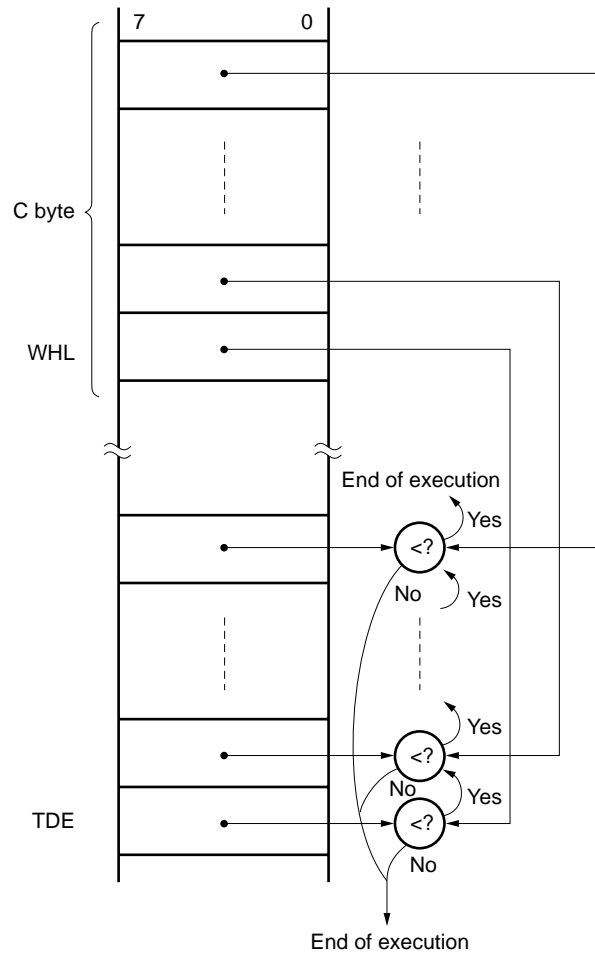 7 0
C byte
WHL
End of execution
Yes
<?
No
Yes
Yes
<?
No
Yes
TDE
<?
No
End of execution